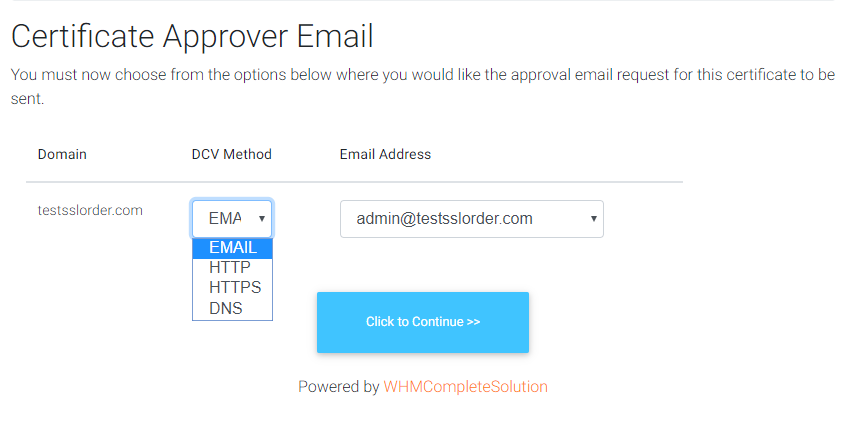 Certificate Approver Email
You must now choose from the options below where you would like the approval email request for this certificate to be
sent.
Domain DCV Method Email Address
testsslorder.com EMA admin@testsslorder.com
EMAIL
HTTP
HTTPS
DNS
Click to Continue >>
Powered by WHMCompleteSolution